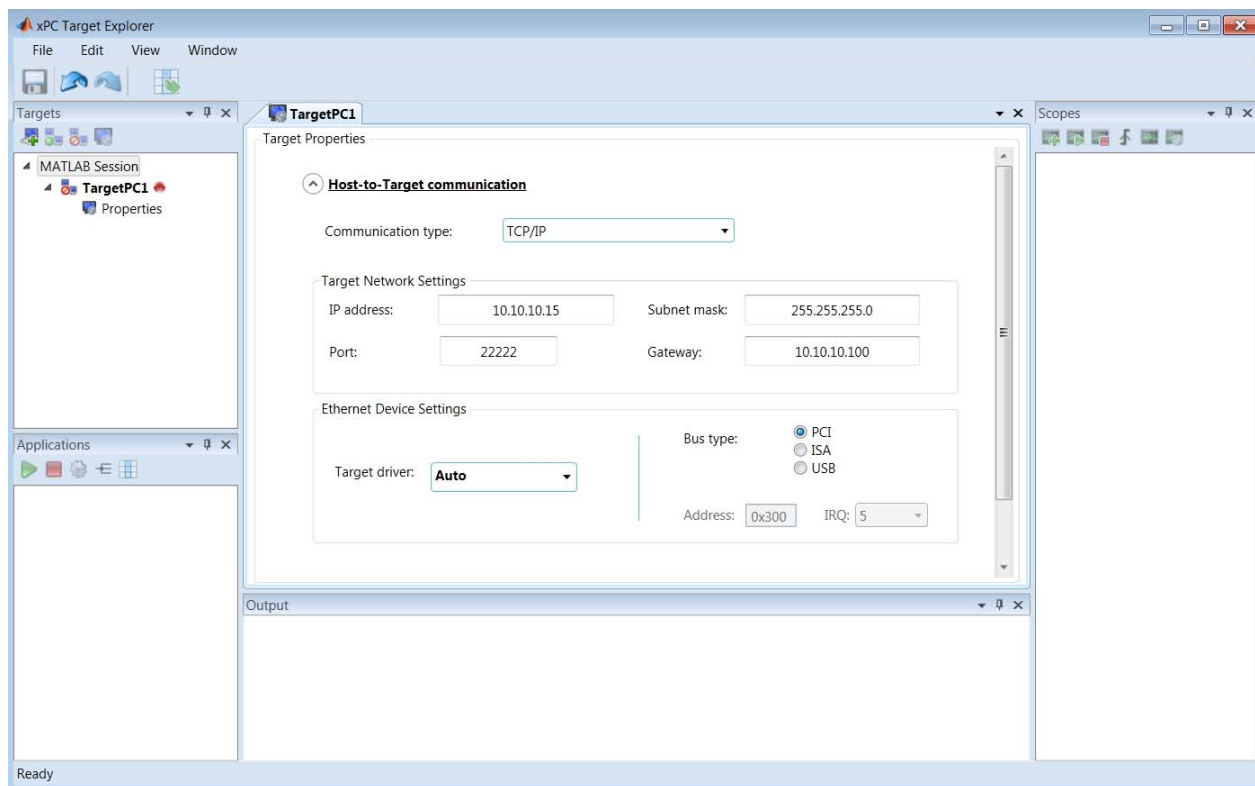 xPC Target Explorer
File Edit View Window
Targets
MATLAB Session
TargetPC1
Properties
Applications
TargetPC1
Target Properties
Host-to-Target communication
Communication type: TCP/IP
Target Network Settings
IP address: 10.10.10.15 Subnet mask: 255.255.255.0
Port: 22222 Gateway: 10.10.10.100
Ethernet Device Settings
Target driver: Auto
Bus type: PCI
ISA
USB
Address: 0x300 IRQ: 5
Output
Scopes
Ready